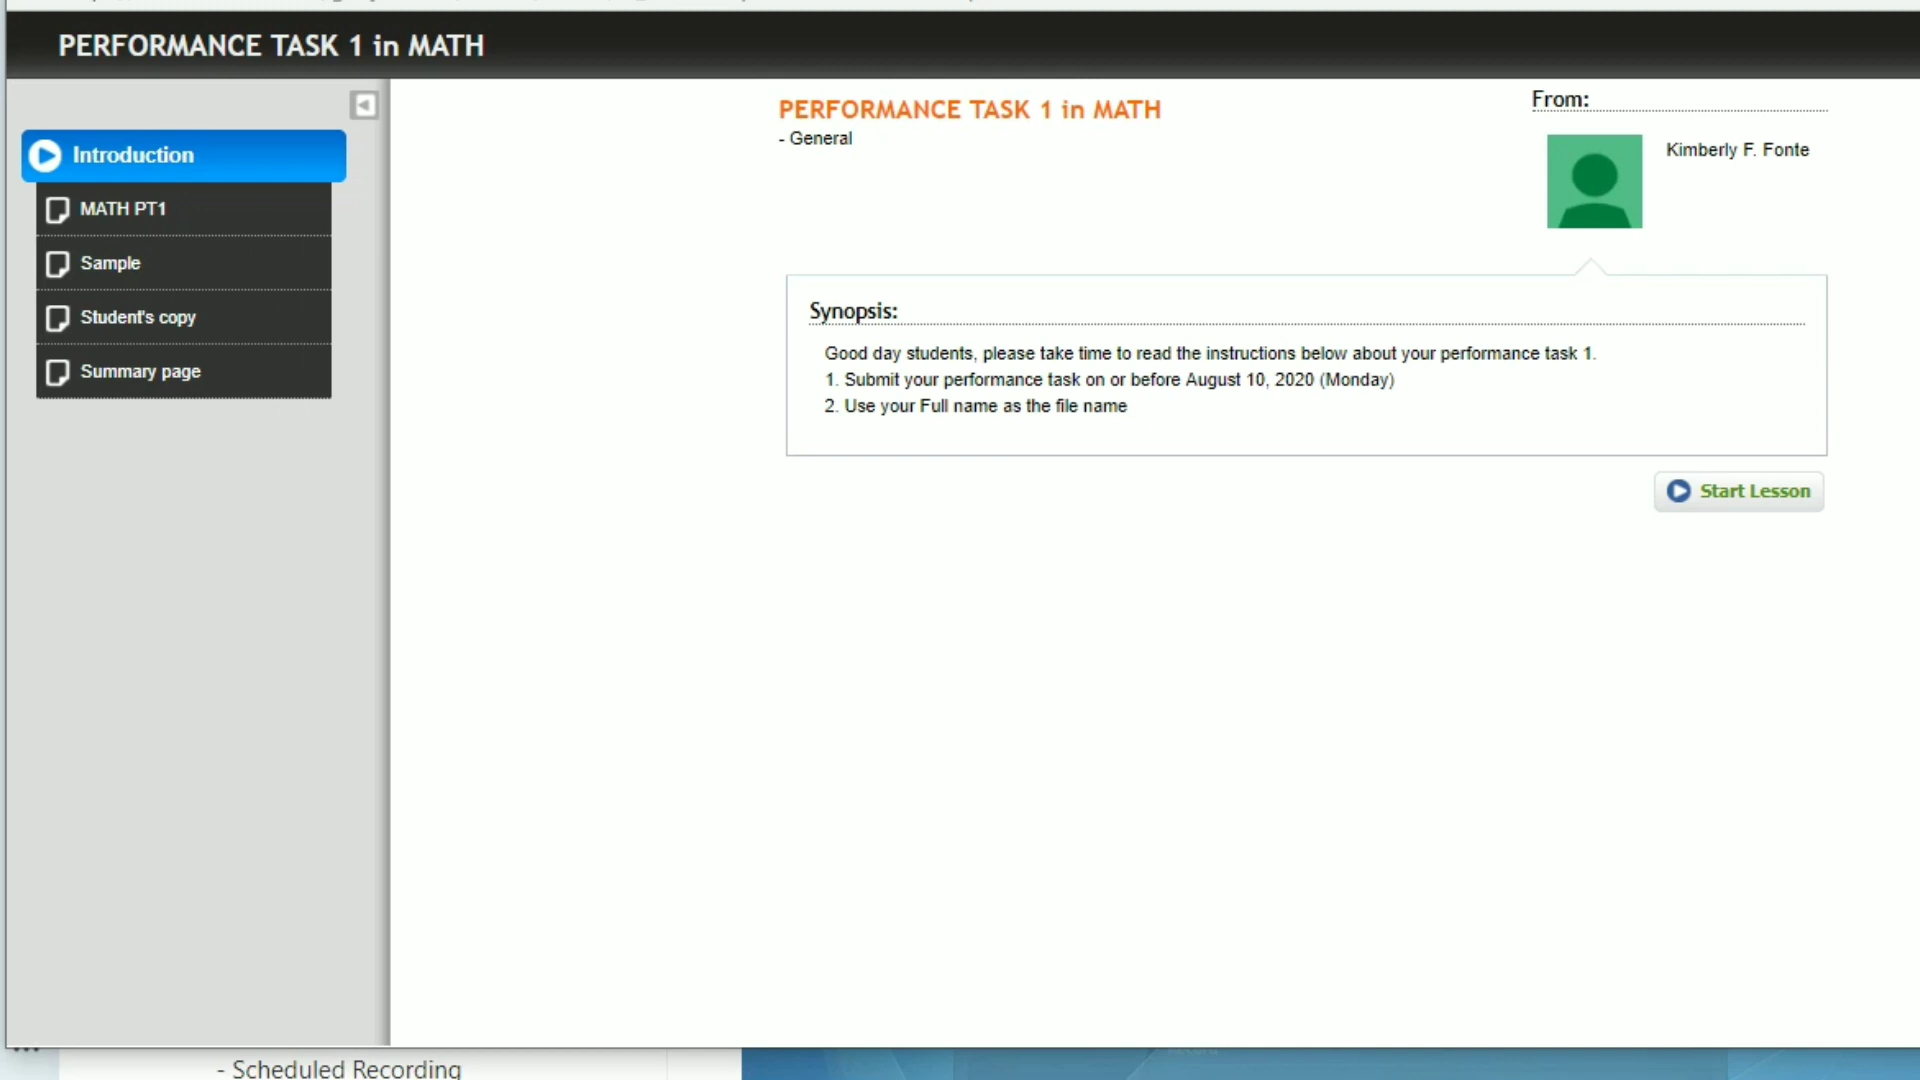 PERFORMANCE TASK 1 in MATH
Introduction
MATH PT1
Sample
Student's copy
Summary page
PERFORMANCE TASK 1 in MATH
- General
From:
Kimberly F. Fonte
Synopsis:
Good day students, please take time to read the instructions below about your performance task 1.
1. Submit your performance task on or before August 10, 2020 (Monday)
2. Use your Full name as the file name
Start Lesson
- Scheduled Recording